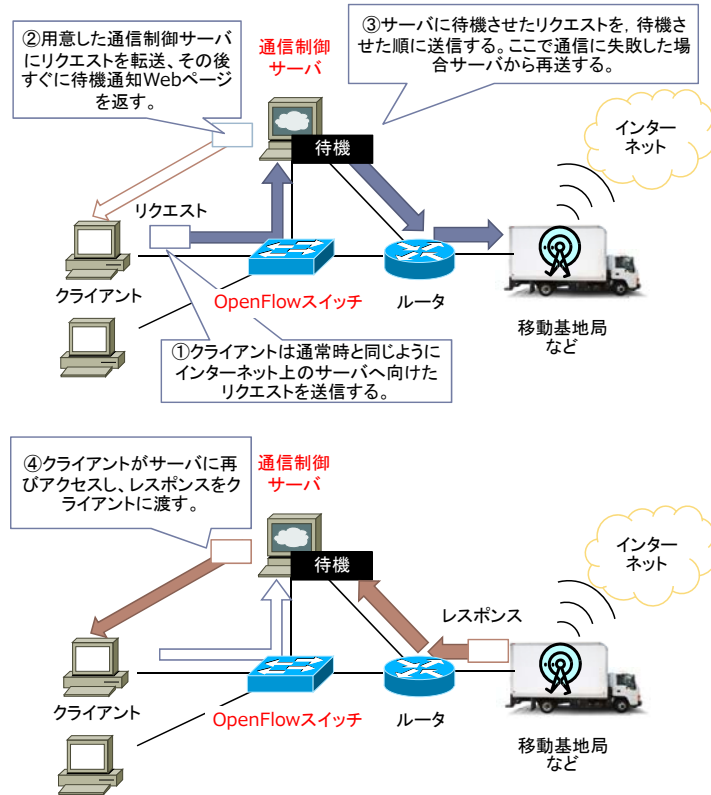 ②用意した通信制御サーバ
にリクエストを転送、その後
すぐに待機通知Webページ
を返す。
通信制御
サーバ
③サーバに待機させたリクエストを, 待機さ
せた順に送信する。ここで通信に失敗した場
合サーバから再送する。
インター
ネット
待機
リクエスト
クライアント
OpenFlowスイッチ
ルータ
移動基地局
など
①クライアントは通常時と同じように
インターネット上のサーバへ向けた
リクエストを送信する。
④クライアントがサーバに再
びアクセスし、レスポンスをク
ライアントに渡す。
通信制御
サーバ
インター
ネット
待機
レスポンス
クライアント
OpenFlowスイッチ
ルータ
移動基地局
など